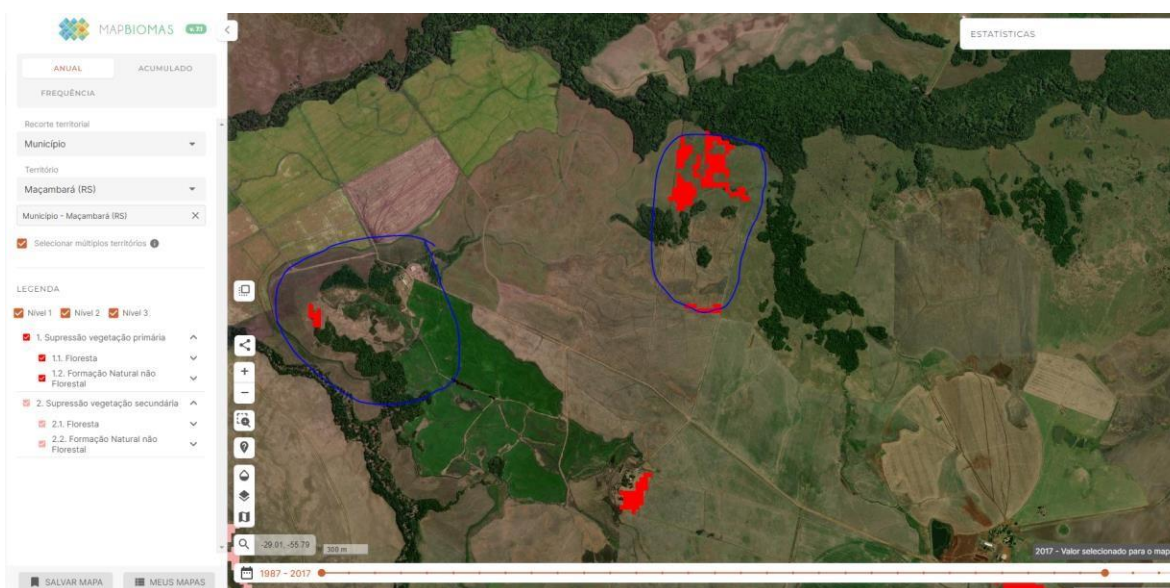 MAPBIOMAS v.7.1
ANUAL ACUMULADO
FREQUÊNCIA
Recorte territorial
Município
Território
Maçambará (RS)
Município - Maçambará (RS)
Selecionar múltiplos territórios
LEGENDA
Nível 1 Nível 2 Nível 3
1. Supressão vegetação primária
1.1. Floresta
1.2. Formação Natural não
Florestal
2. Supressão vegetação secundária
2.1. Floresta
2.2. Formação Natural não
Florestal
SALVAR MAPA MEUS MAPAS
ESTATÍSTICAS
-29.01, -55.79 300 m
2017 - Valor selecionado para o map
1987 - 2017